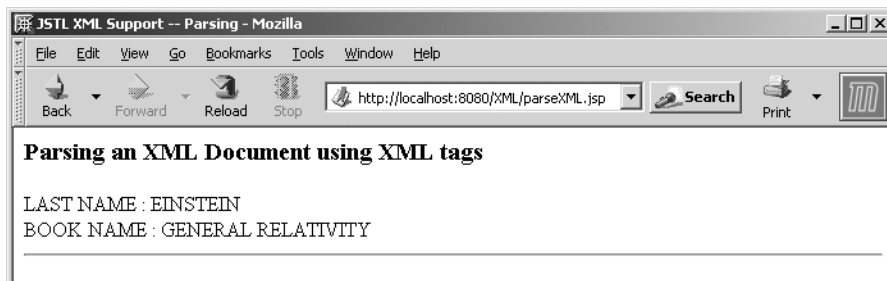 JSTL XML Support -- Parsing - Mozilla
File Edit View Go Bookmarks Tools Window Help
Back Forward Reload Stop http://localhost:8080/XML/parseXML.jsp Search Print
Parsing an XML Document using XML tags
LAST NAME : EINSTEIN
BOOK NAME : GENERAL RELATIVITY